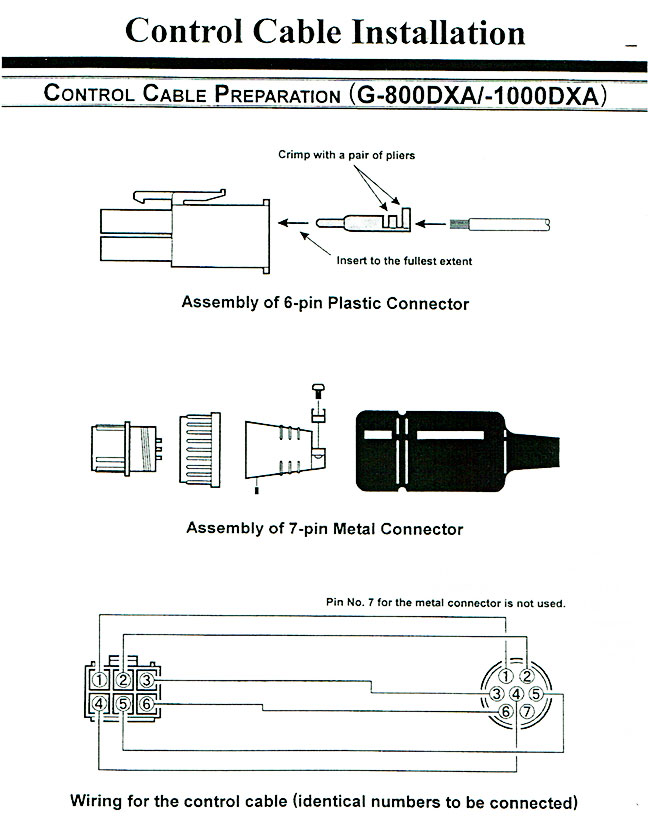 Control Cable Installation
CONTROL CABLE PREPARATION (G-800DXA/-1000DXA)
Crimp with a pair of pliers
Insert to the fullest extent
Assembly of 6-pin Plastic Connector
Assembly of 7-pin Metal Connector
Pin No. 7 for the metal connector is not used.
1 2 3
4 5 6
1 2
3 4 5
6 7
Wiring for the control cable (identical numbers to be connected)